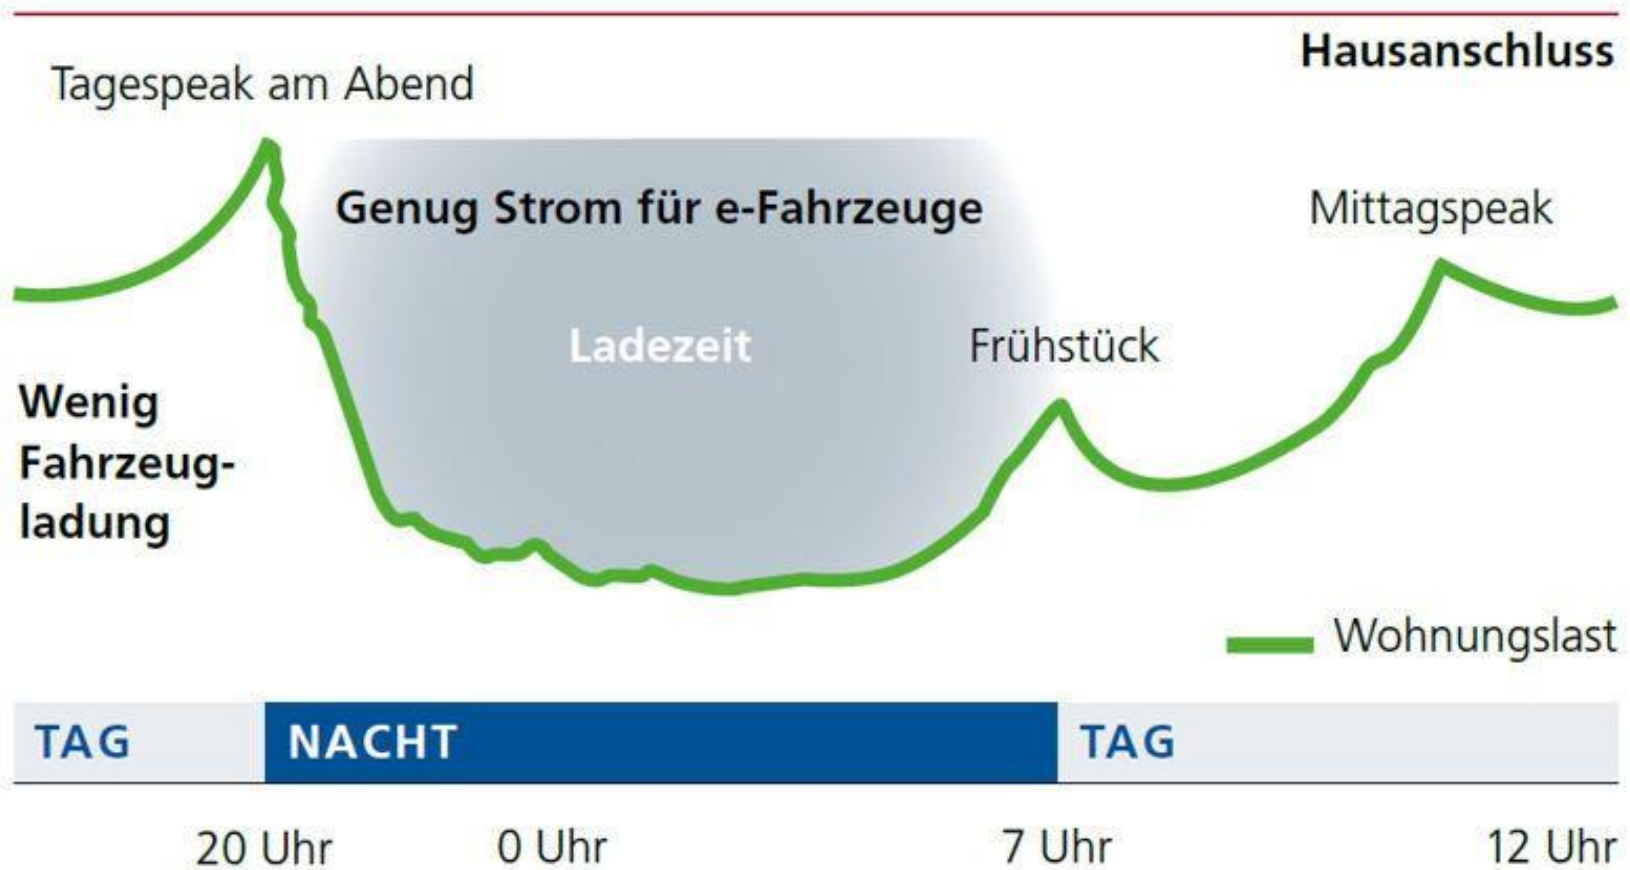 Hausanschluss
Tagespeak am Abend
Genug Strom für e-Fahrzeuge
Mittagspeak
Ladezeit
Frühstück
Wenig
Fahrzeug-
ladung
Wohnungslast
TAG NACHT TAG
20 Uhr 0 Uhr 7 Uhr 12 Uhr